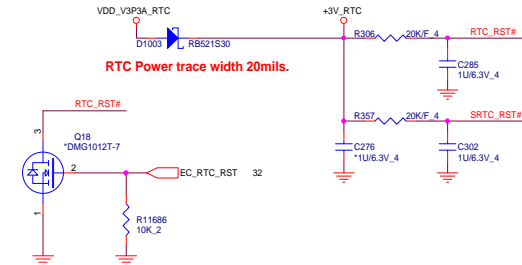 VDD_V3P3A_RTC +3V_RTC
D1003 RB521S30 R306 20K/F_4 RTC_RST#
RTC Power trace width 20mils.
C285
1U/6.3V_4
RTC_RST#
R357 20K/F_4 SRTC_RST#
3
Q18
*DMG1012T-7
C276
*1U/6.3V_4
C302
1U/6.3V_4
2 EC_RTC_RST 32
1
R11686
10K_2